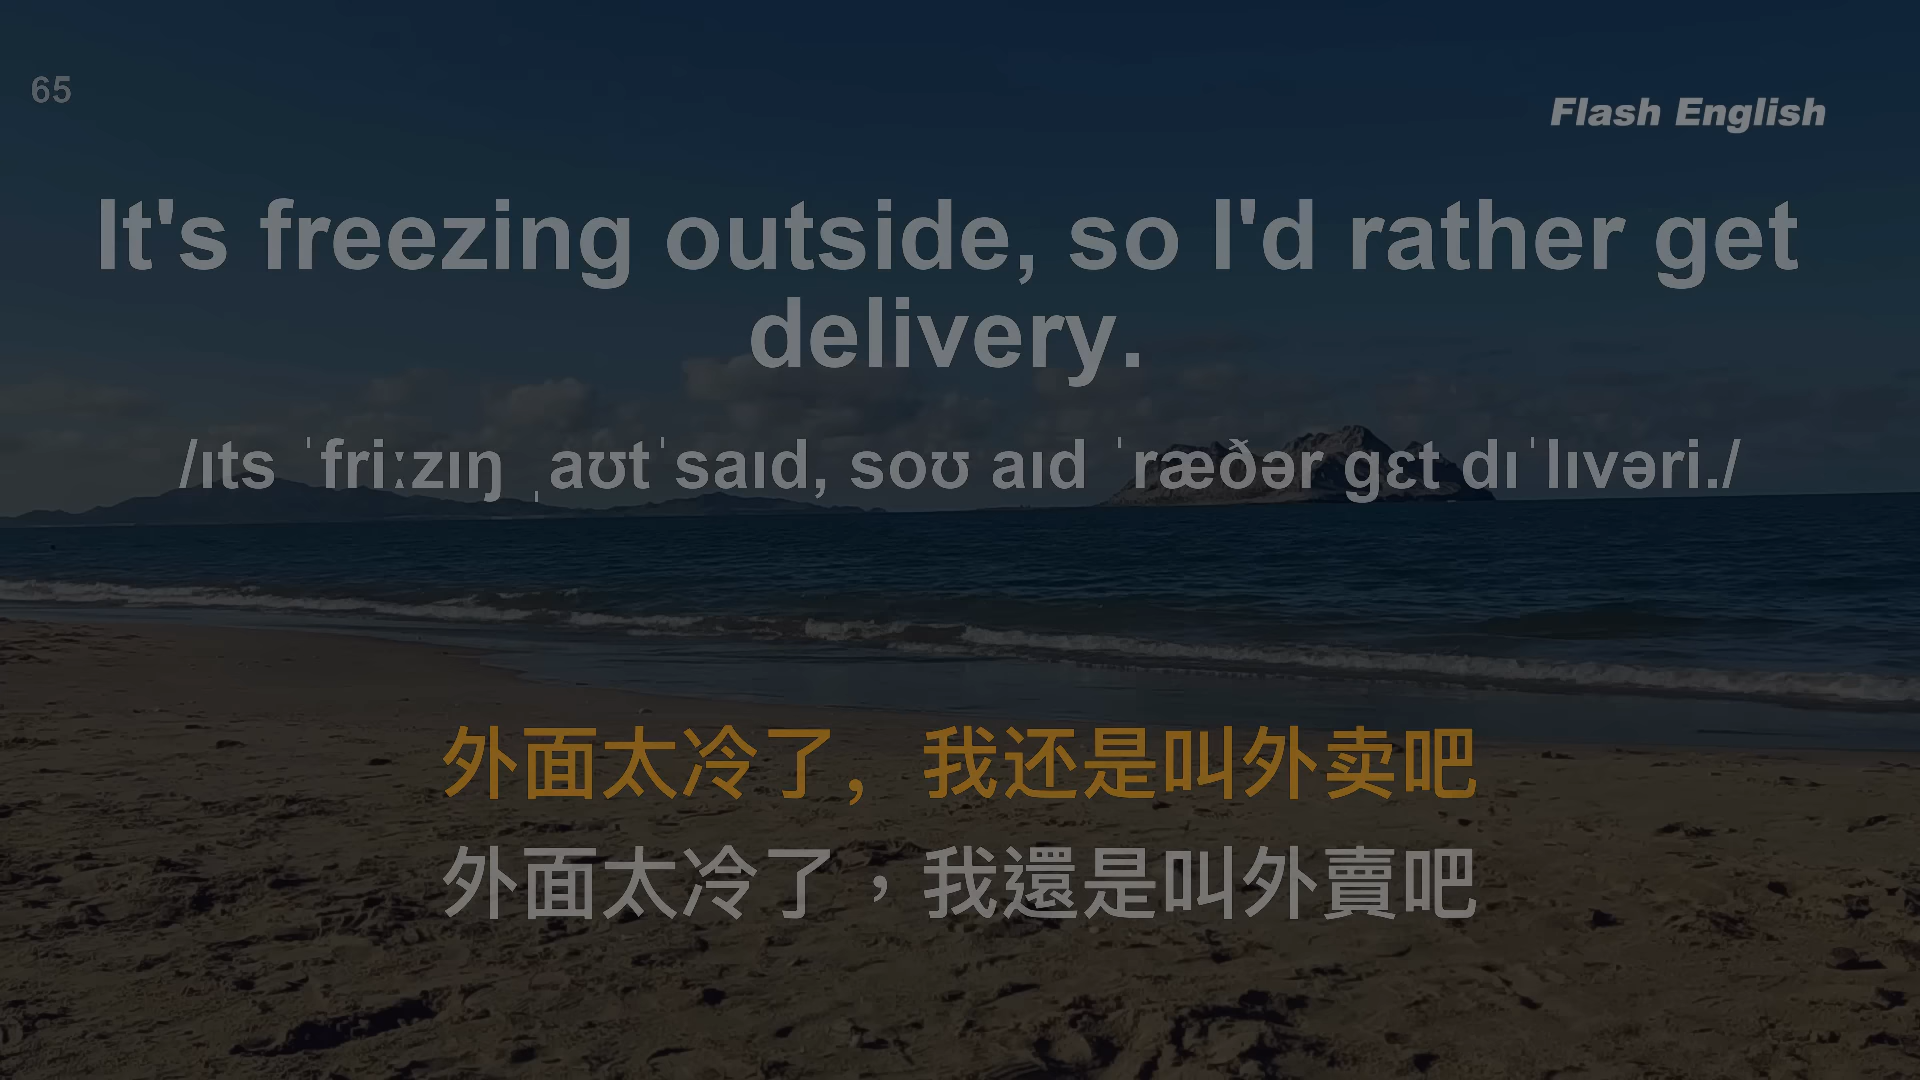 65
Flash English
It's freezing outside, so I'd rather get
delivery.
/ɪts ˈfriːzɪŋ ˌaʊtˈsaɪd, soʊ aɪd ˈræðər gɛt dɪˈlɪvəri./
外面太冷了，我还是叫外卖吧
外面太冷了，我還是叫外賣吧